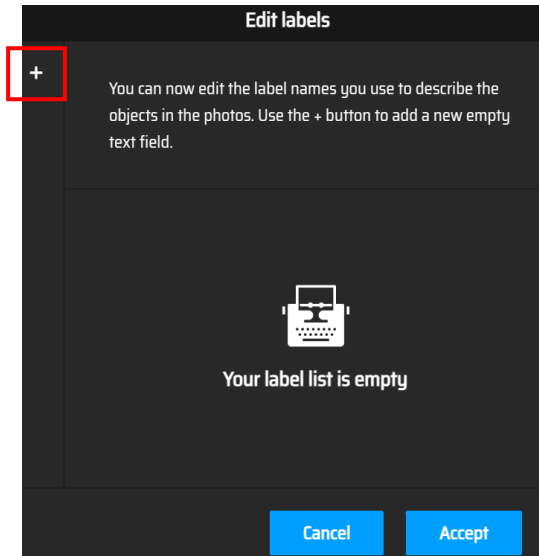 Edit labels
+
You can now edit the label names you use to describe the
objects in the photos. Use the + button to add a new empty
text field.
Your label list is empty
Cancel Accept